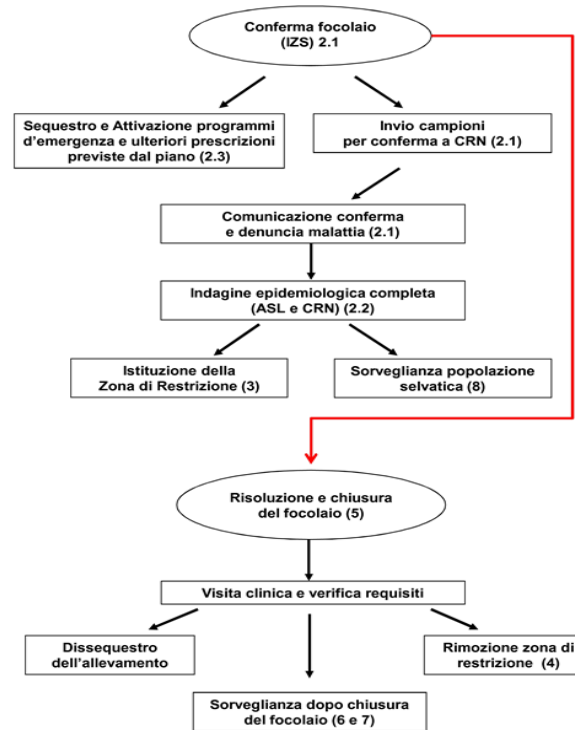 Conferma focolaio
(IZS) 2.1
Sequestro e Attivazione programmi
d'emergenza e ulteriori prescrizioni
previste dal piano (2.3)
Invio campioni
per conferma a CRN (2.1)
Comunicazione conferma
e denuncia malattia (2.1)
Indagine epidemiologica completa
(ASL e CRN) (2.2)
Istituzione della
Zona di Restrizione (3)
Sorveglianza popolazione
selvatica (8)
Risoluzione e chiusura
del focolaio (5)
Visita clinica e verifica requisiti
Dissequestro
dell'allevamento
Rimozione zona di
restrizione (4)
Sorveglianza dopo chiusura
del focolaio (6 e 7)